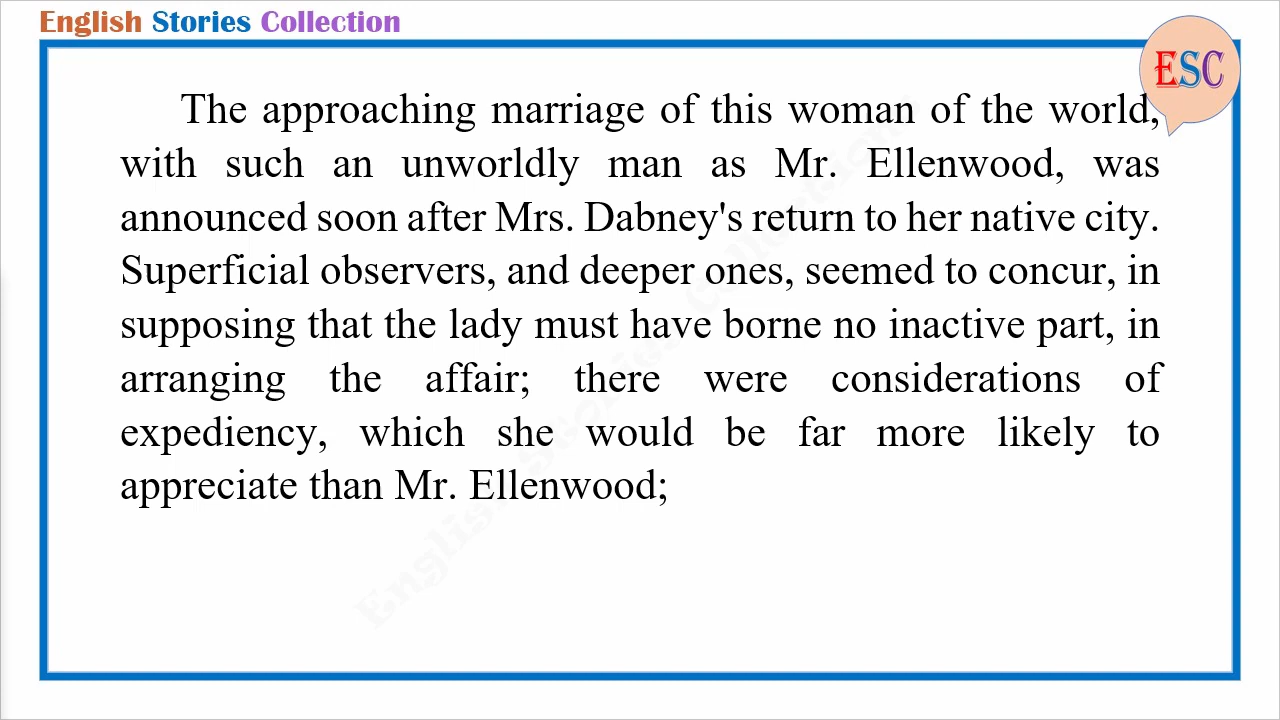 English Stories Collection
ESC
The approaching marriage of this woman of the world,
with such an unworldly man as Mr. Ellenwood, was
announced soon after Mrs. Dabney's return to her native city.
Superficial observers, and deeper ones, seemed to concur, in
supposing that the lady must have borne no inactive part, in
arranging the affair; there were considerations of
expediency, which she would be far more likely to
appreciate than Mr. Ellenwood;
English Stories Collection